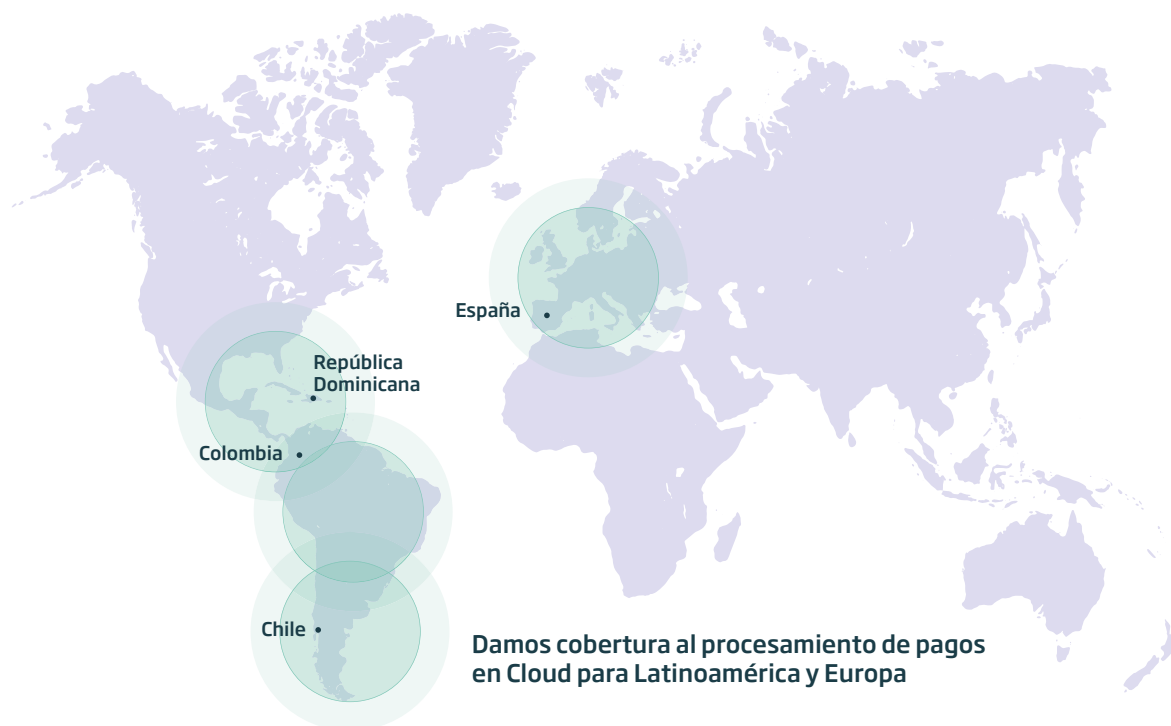 España
República
Dominicana
Colombia
Chile
Damos cobertura al procesamiento de pagos
en Cloud para Latinoamérica y Europa